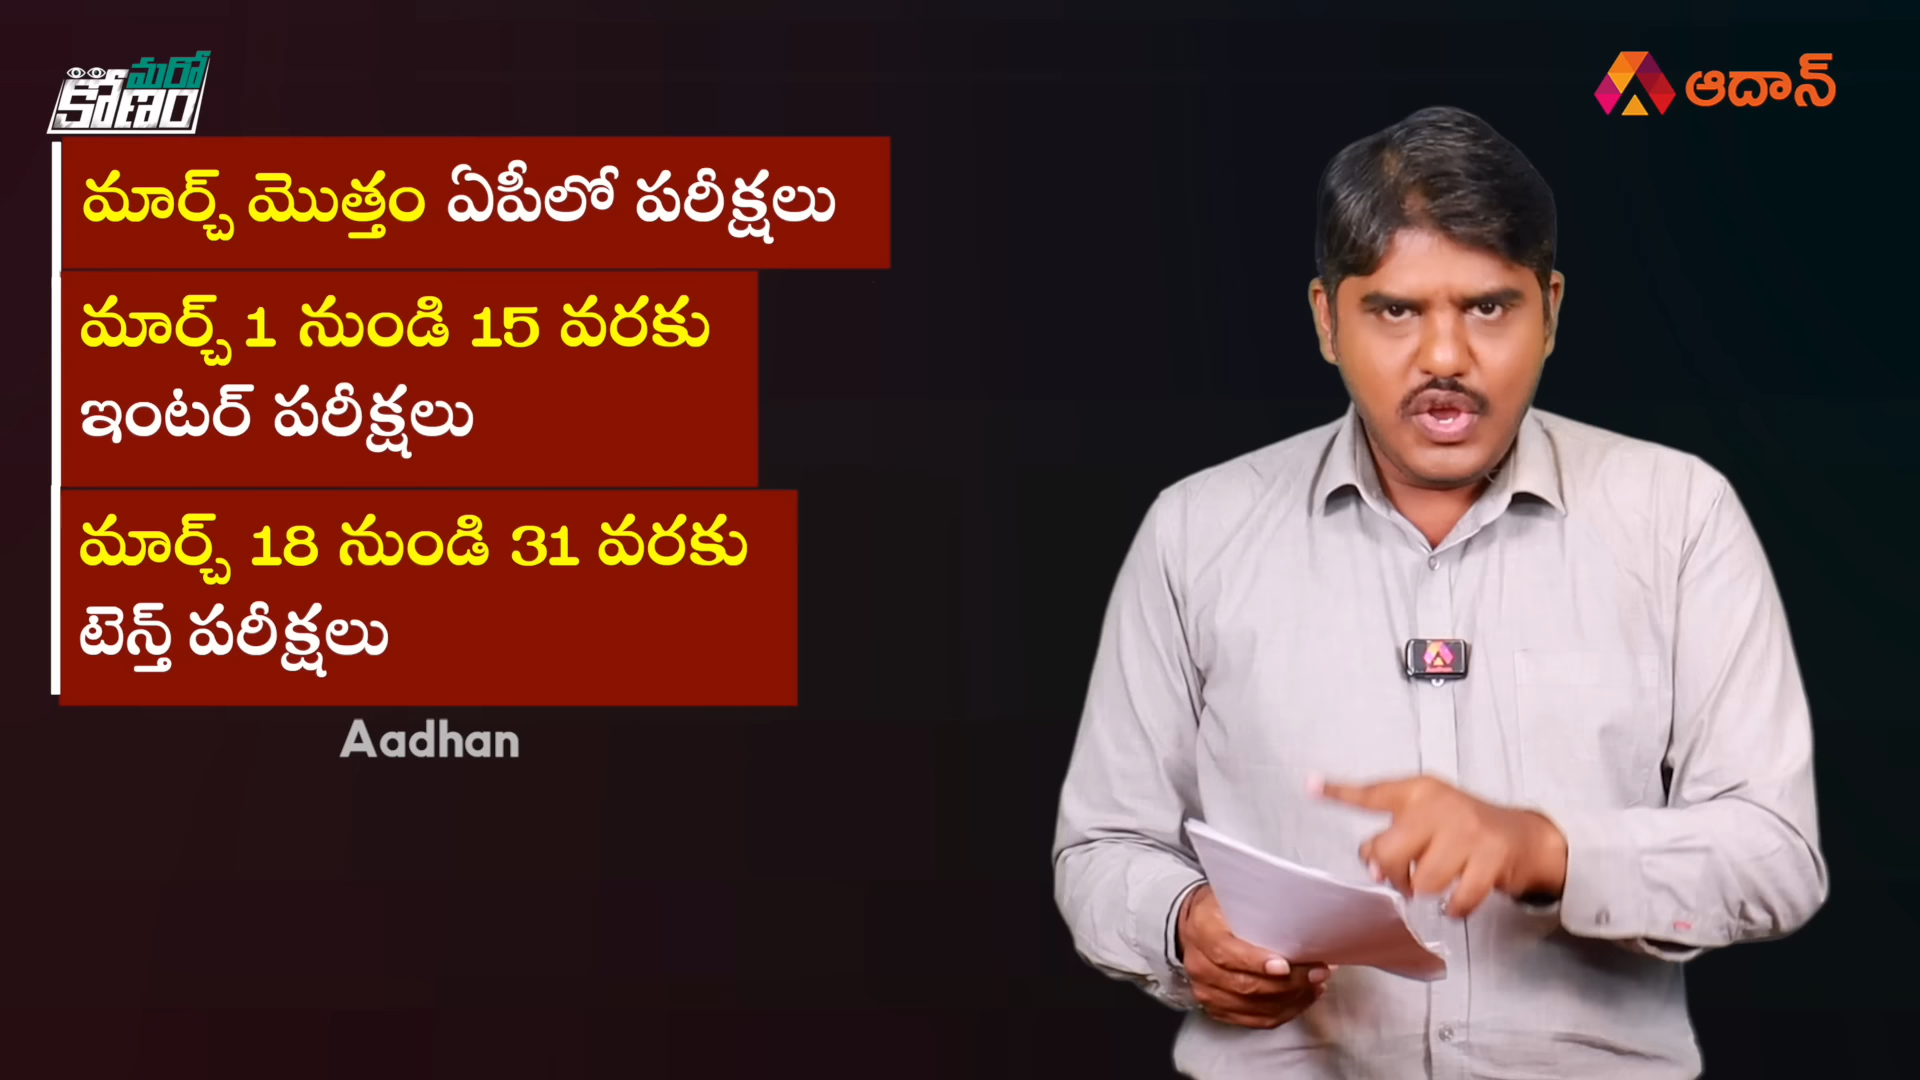 మరో
కోణం
ఆదాన్
మార్చ్ మొత్తం ఏపీలో పరీక్షలు
మార్చ్ 1 నుండి 15 వరకు
ఇంటర్ పరీక్షలు
మార్చ్ 18 నుండి 31 వరకు
టెన్త్ పరీక్షలు
Aadhan